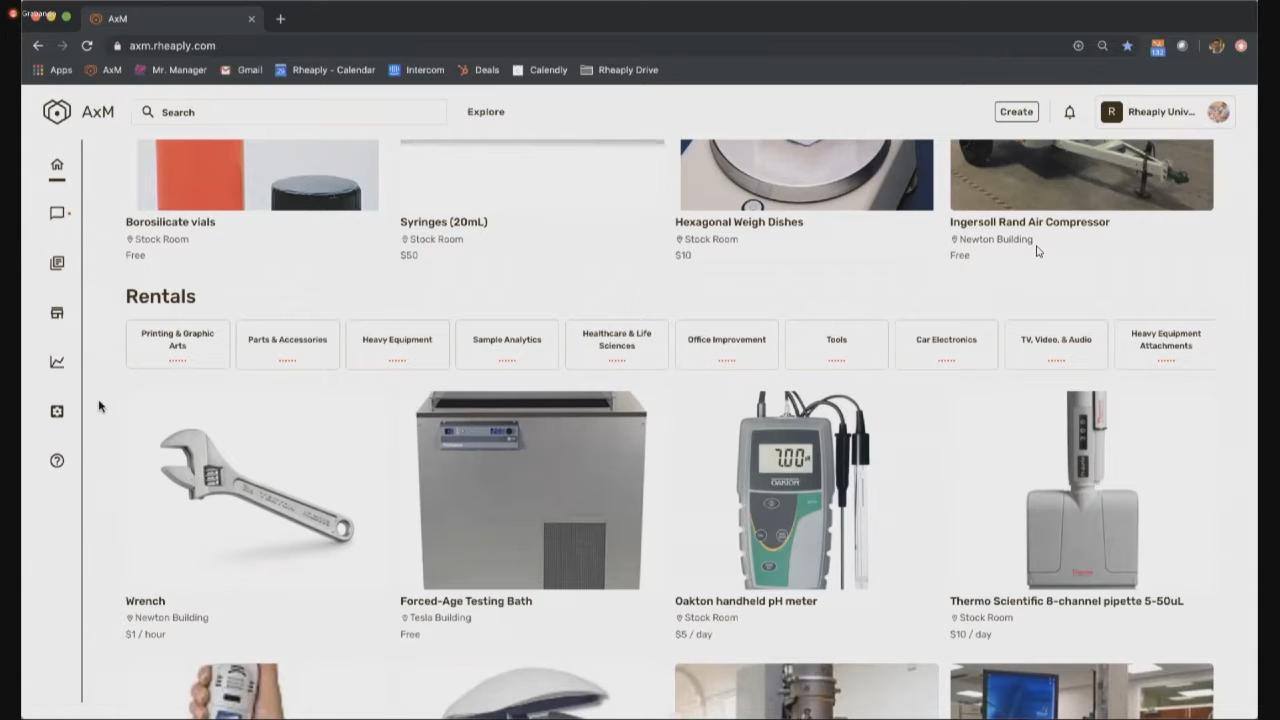 Grabando
AxM
axm.rheaply.com
132
Apps
AxM
Mr. Manager
Gmail
Rheaply - Calendar
Intercom
Deals
Calendly
Rheaply Drive
AxM
Search
Explore
Create
R
Rheaply Univ...
Borosilicate vials
Stock Room
Free
Syringes (20mL)
Stock Room
$50
Hexagonal Weigh Dishes
Stock Room
$10
Ingersoll Rand Air Compressor
Newton Building
Free
Rentals
Printing & Graphic
Arts
Parts & Accessories
Heavy Equipment
Sample Analytics
Healthcare & Life
Sciences
Office Improvement
Tools
Car Electronics
TV, Video, & Audio
Heavy Equipment
Attachments
7.00
OAKTON
Thermo
Wrench
Newton Building
$1 / hour
Forced-Age Testing Bath
Tesla Building
Free
Oakton handheld pH meter
Stock Room
$5 / day
Thermo Scientific 8-channel pipette 5-50uL
Stock Room
$10 / day